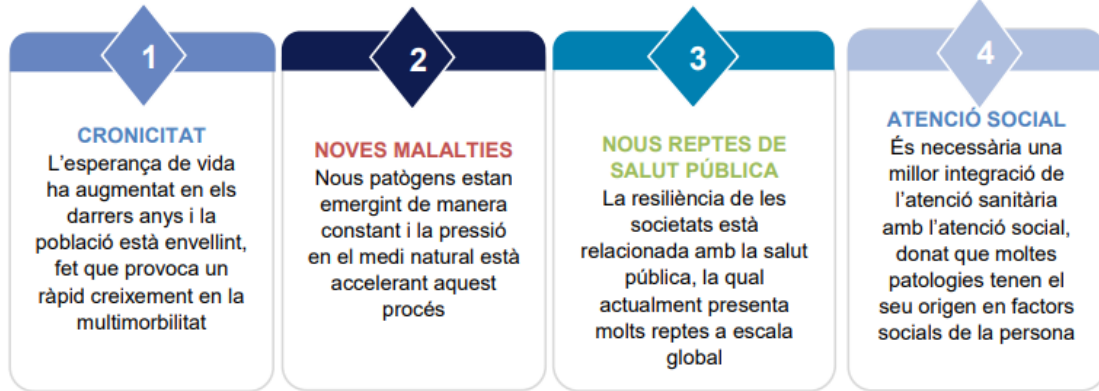 1
CRONICITAT
L'esperança de vida
ha augmentat en els
darrers anys i la
població està envellint,
fet que provoca un
ràpid creixement en la
multimorbilitat
2
NOVES MALALTIES
Nous patògens estan
emergint de manera
constant i la pressió
en el medi natural està
accelerant aquest
procés
3
NOUS REPTES DE
SALUT PÚBLICA
La resiliència de les
societats està
relacionada amb la salut
pública, la qual
actualment presenta
molts reptes a escala
global
4
ATENCIÓ SOCIAL
És necessària una
millor integració de
l'atenció sanitària
amb l'atenció social,
donat que moltes
patologies tenen el
seu origen en factors
socials de la persona